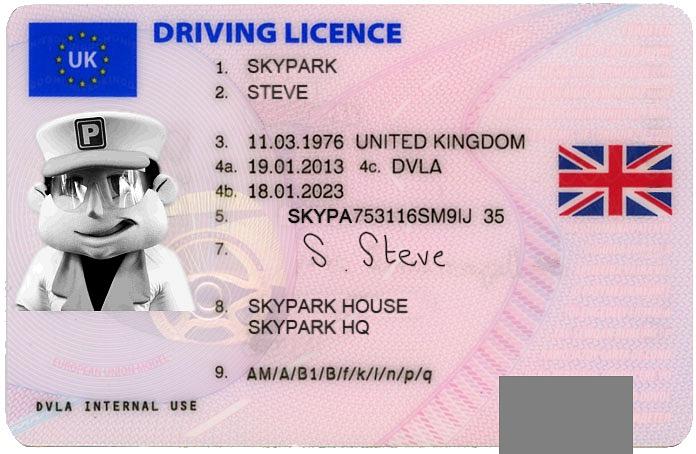 UK
DRIVING LICENCE
1. SKYPARK
2. STEVE
P
3. 11.03.1976 UNITED KINGDOM
4a. 19.01.2013 4c. DVLA
4b. 18.01.2023
5. SKYPA753116SM9IJ 35
7. S. Steve
8. SKYPARK HOUSE
SKYPARK HQ
EUROPEAN UNION MODEL
9. AM/A/B1/B/f/k/l/n/p/q
DVLA INTERNAL USE